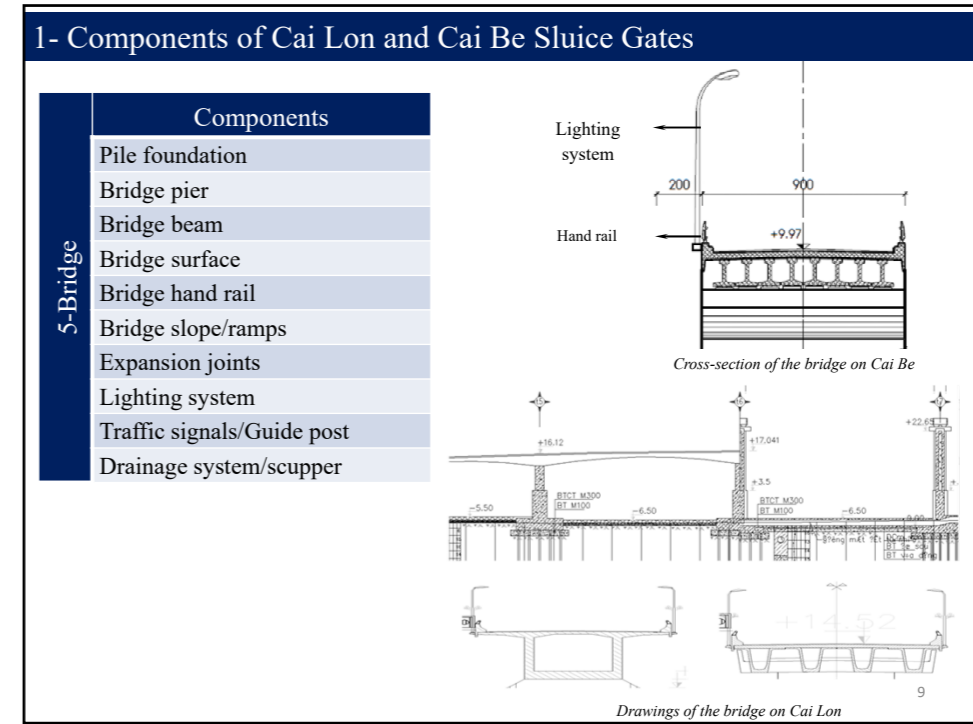 1- Components of Cai Lon and Cai Be Sluice Gates
5-Bridge
Components
Pile foundation
Bridge pier
Bridge beam
Bridge surface
Bridge hand rail
Bridge slope/ramps
Expansion joints
Lighting system
Traffic signals/Guide post
Drainage system/scupper
Lighting
system
200
900
Hand rail
+9.97
Cross-section of the bridge on Cai Be
15
16
17
+16.12
+17,041
+22,65
+3.5
BTCT M300
BT M100
BTCT M300
BT M100
-5.50
-6.50
-6.50
+14.52
Drawings of the bridge on Cai Lon
9